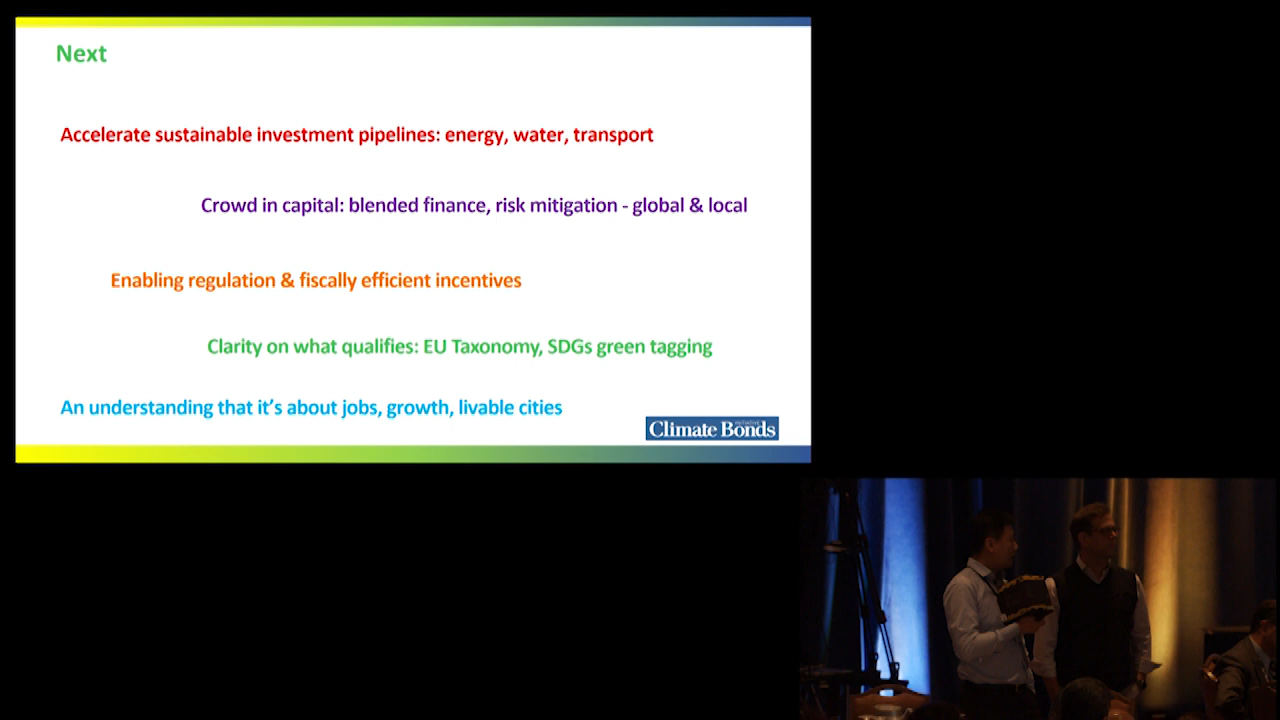 Next
Accelerate sustainable investment pipelines: energy, water, transport
Crowd in capital: blended finance, risk mitigation - global & local
Enabling regulation & fiscally efficient incentives
Clarity on what qualifies: EU Taxonomy, SDGs green tagging
An understanding that it’s about jobs, growth, livable cities
Climate Bonds